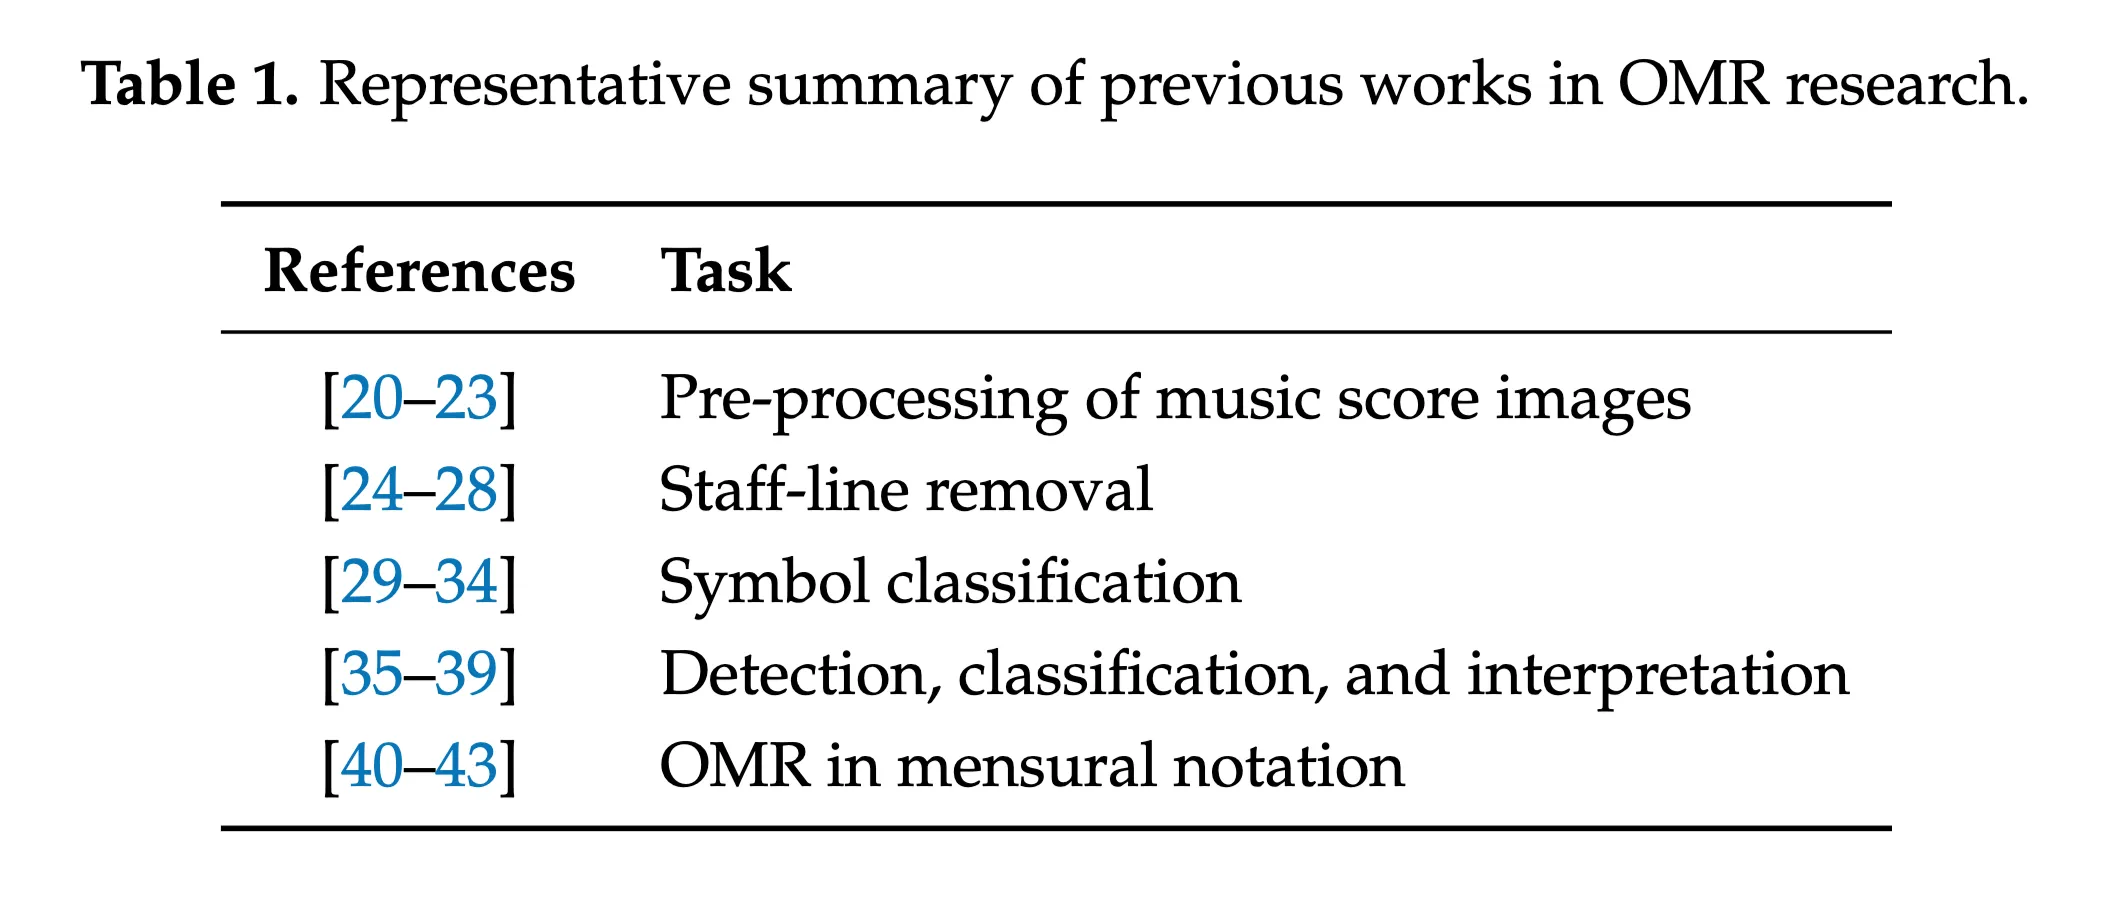 Table 1. Representative summary of previous works in OMR research.
References Task
[20–23] Pre-processing of music score images
[24–28] Staff-line removal
[29–34] Symbol classification
[35–39] Detection, classification, and interpretation
[40–43] OMR in mensural notation